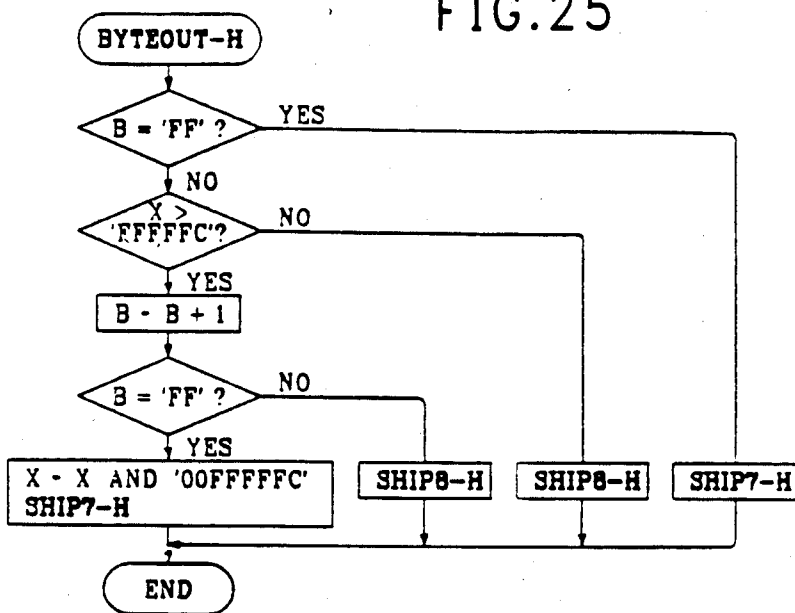 FIG.25
BYTEOUT-H
B = 'FF' ?
YES
NO
X >
'FFFFFC'?
NO
YES
B - B + 1
B = 'FF' ?
NO
YES
X - X AND '00FFFFFC'
SHIP7-H
SHIP8-H
SHIP8-H
SHIP7-H
END